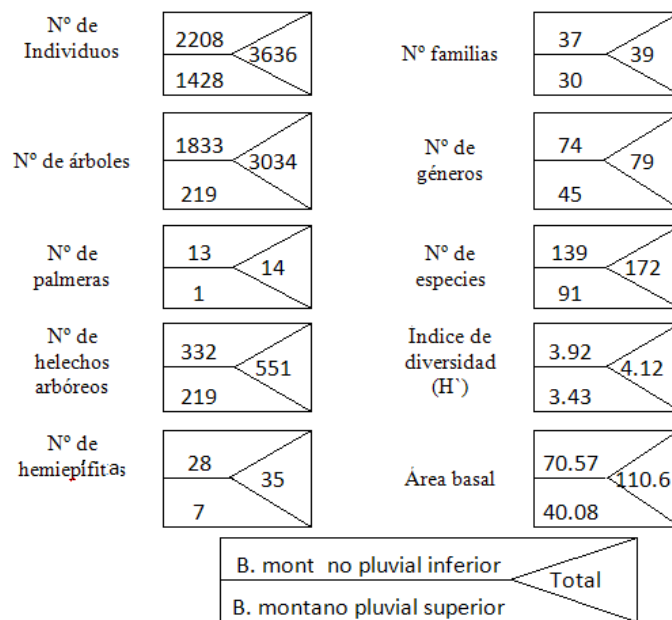 Nº de
Individuos
2208
3636
1428
Nº familias
37
39
30
Nº de árboles
1833
3034
219
Nº de
géneros
74
79
45
Nº de
palmeras
13
14
1
Nº de
especies
139
172
91
Nº de
helechos
arbóreos
332
551
219
Índice de
diversidad
(H`)
3.92
4.12
3.43
Nº de
hemiepífitas
28
35
7
Área basal
70.57
110.6
40.08
B. mont no pluvial inferior
Total
B. montano pluvial superior